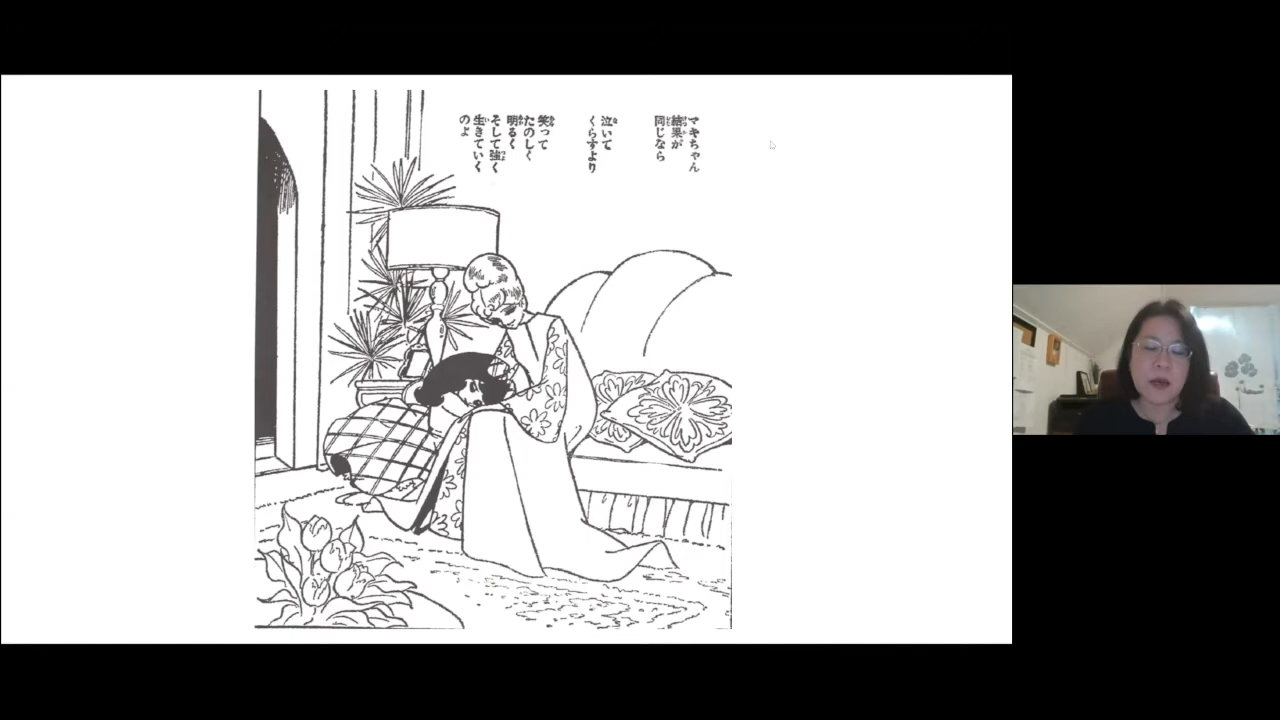 マキちゃん
結果が
同じなら
泣いて
くらすより
笑って
たのしく
明るく
そして強く
生きていく
のよ